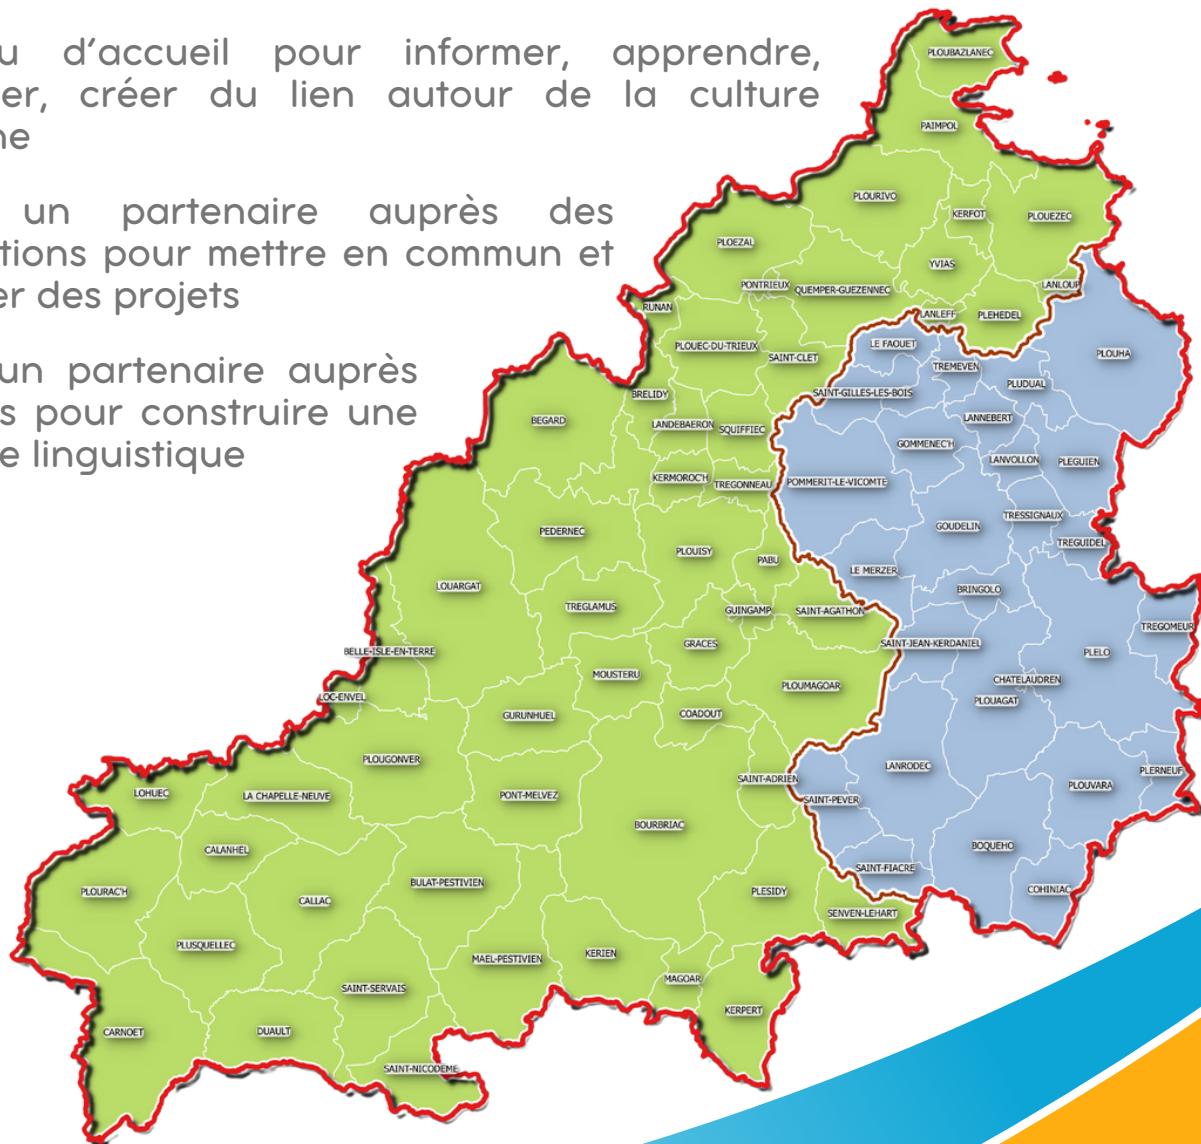 u d'accueil pour informer, apprendre,
er, créer du lien autour de la culture
ne
un partenaire auprès des
tions pour mettre en commun et
er des projets
un partenaire auprès
s pour construire une
e linguistique
PLOUBAZLANEC
PAIMPOL
PLOURIVO
KERFOT
PLOUEZEC
PLOEZAL
YVIAS
PONTRIEUX
QUEMPER-GUEZENNEC
LANLOUP
RUNAN
LANLEFF
PLEHEDEL
PLOUEC-DU-TRIEUX
SAINT-CLET
LE FAOUET
TREMEVEN
PLOUHA
PLUDUAL
BRELIDY
SAINT-GILLES-LES-BOIS
BEGARD
LANDEBAERON
SQUIFFIEC
LANNEBERT
GOMMENEC'H
LANVOLLON
PLEGUIEN
KERMOROC'H
TREGONNEAU
POMMERIT-LE-VICOMTE
PEDERNEC
GOUDELIN
TRESSIGNAUX
TREGUIDEL
PLOUISY
PABU
LE MERZER
LOUARGAT
BRINGOLO
TREGLAMUS
GUINGAMP
SAINT-AGATHON
TREGOMEUR
GRACES
SAINT-JEAN-KERDANIEL
BELLE-ISLE-EN-TERRE
PLELO
MOUSTERU
CHATELAUDREN
PLOUMAGOAR
LOC-ENVEL
PLOUAGAT
GURUNHUEL
COADOUT
PLOUGONVER
LANRODEC
PLERNEUF
SAINT-ADRIEN
PLOUVARA
LOHUEC
LA CHAPELLE-NEUVE
PONT-MELVEZ
SAINT-PEVER
BOURBRIAC
BOQUEHO
CALANHEL
SAINT-FIACRE
BULAT-PESTIVIEN
PLOURAC'H
PLESIDY
COHINIAC
CALLAC
SENVEN-LEHART
PLUSQUELLEC
KERIEN
MAEL-PESTIVIEN
MAGOAR
SAINT-SERVAIS
KERPERT
CARNOET
DUAULT
SAINT-NICODEME